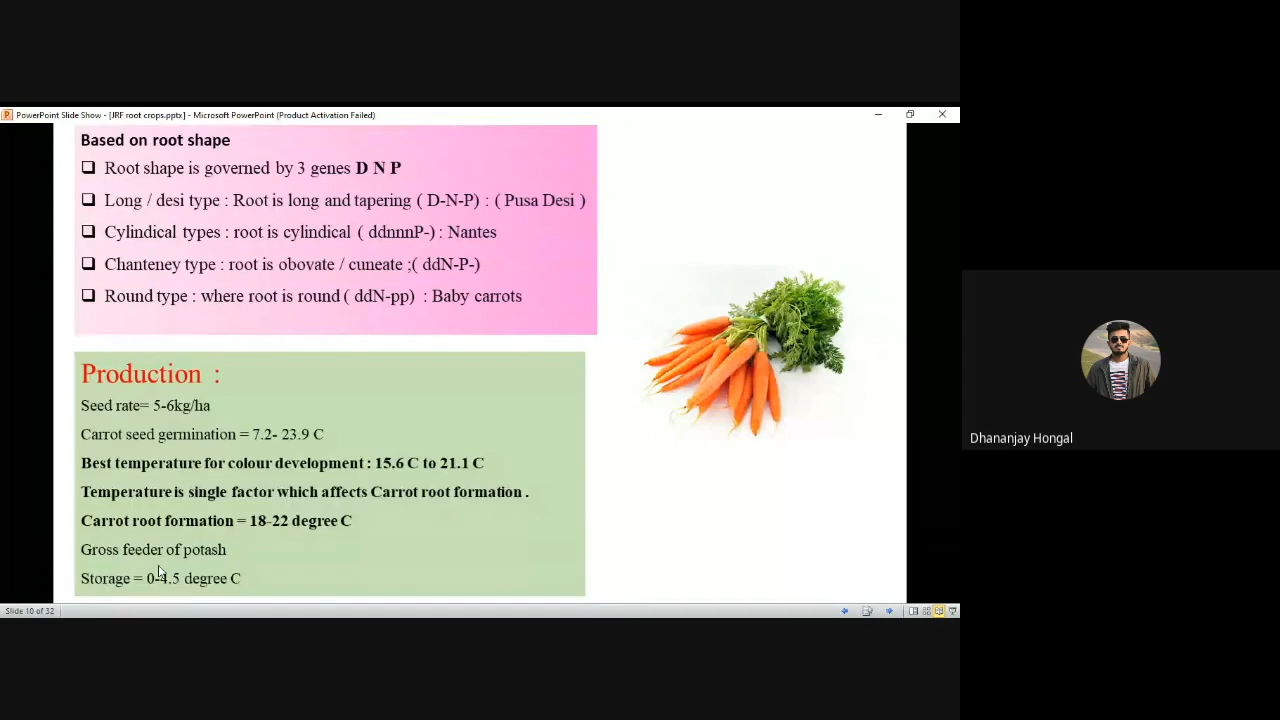 PowerPoint Slide Show - [JRF root crops.pptx] - Microsoft PowerPoint (Product Activation Failed)
Based on root shape
Root shape is governed by 3 genes D N P
Long / desi type : Root is long and tapering ( D-N-P) : ( Pusa Desi )
Cylindical types : root is cylindical ( ddnnnP-) : Nantes
Chanteney type : root is obovate / cuneate ;( ddN-P-)
Round type : where root is round ( ddN-pp) : Baby carrots
Production :
Seed rate= 5-6kg/ha
Carrot seed germination = 7.2- 23.9 C
Best temperature for colour development : 15.6 C to 21.1 C
Temperature is single factor which affects Carrot root formation .
Carrot root formation = 18-22 degree C
Gross feeder of potash
Storage = 0-4.5 degree C
Slide 10 of 32
Dhananjay Hongal